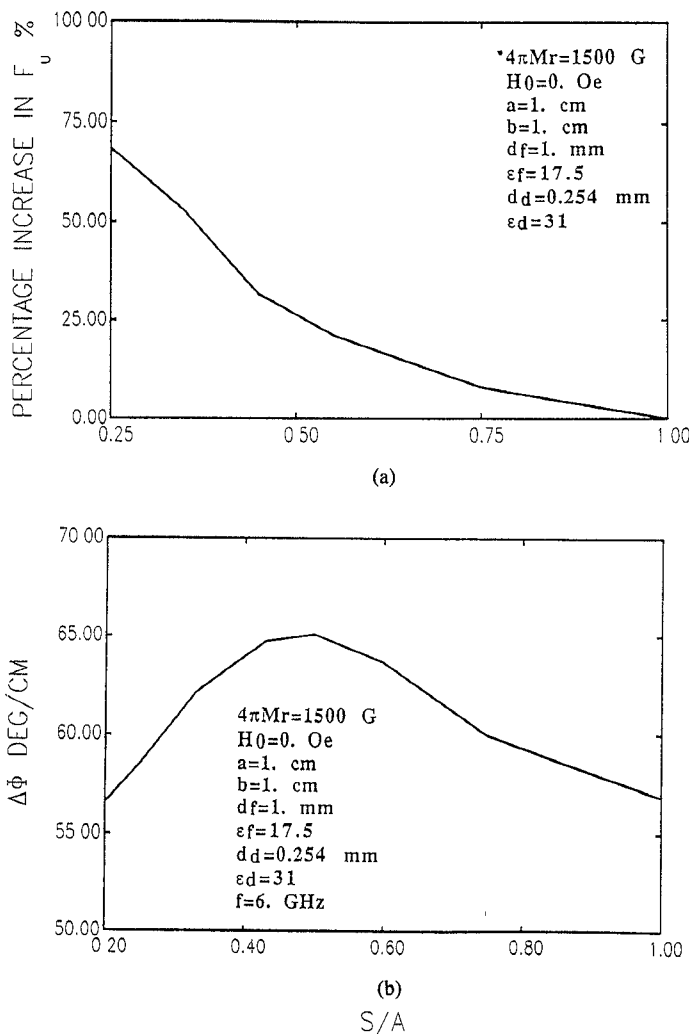 PERCENTAGE INCREASE IN F %
100 00
75.00
50.00
25.00
0.00
0.25
0 50
0.75
1 00
4πMr=1500 G
H0=0. Oe
a=1. cm
b=1. cm
df=1. mm
εf=17.5
dd=0.254 mm
εd=31
(a)
ΔΦ DEG/CM
70 00
65.00
60.00
55.00
50.00
0 20
0.40
0.60
0.80
1.00
4πMr=1500 G
H0=0. Oe
a=1. cm
b=1. cm
df=1. mm
εf=17.5
dd=0.254 mm
εd=31
f=6. GHz
(b)
S/A